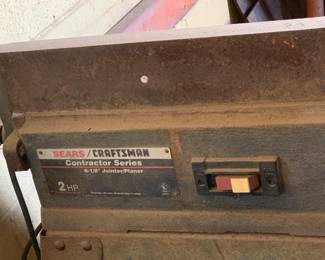 SEARS / CRAFTSMAN
Contractor Series
6-1/8" Jointer/Planer
2 HP